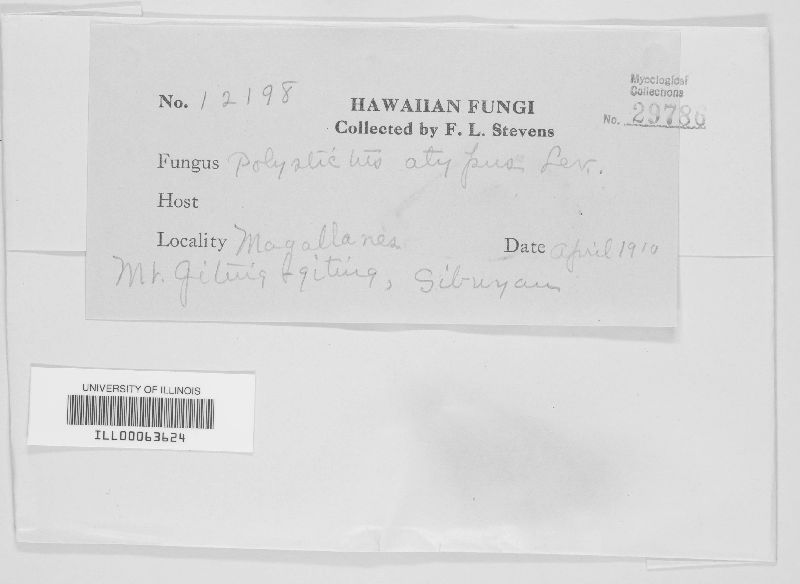 No. 12198
HAWAIIAN FUNGI
Collected by F. L. Stevens
Mycological
Collections
No. 29786
Fungus Polystictus atypus Lev.
Host
Locality Magallanes
Date April 1910
Mt. Giting giting, Sibuyan
UNIVERSITY OF ILLINOIS
ILL00063624